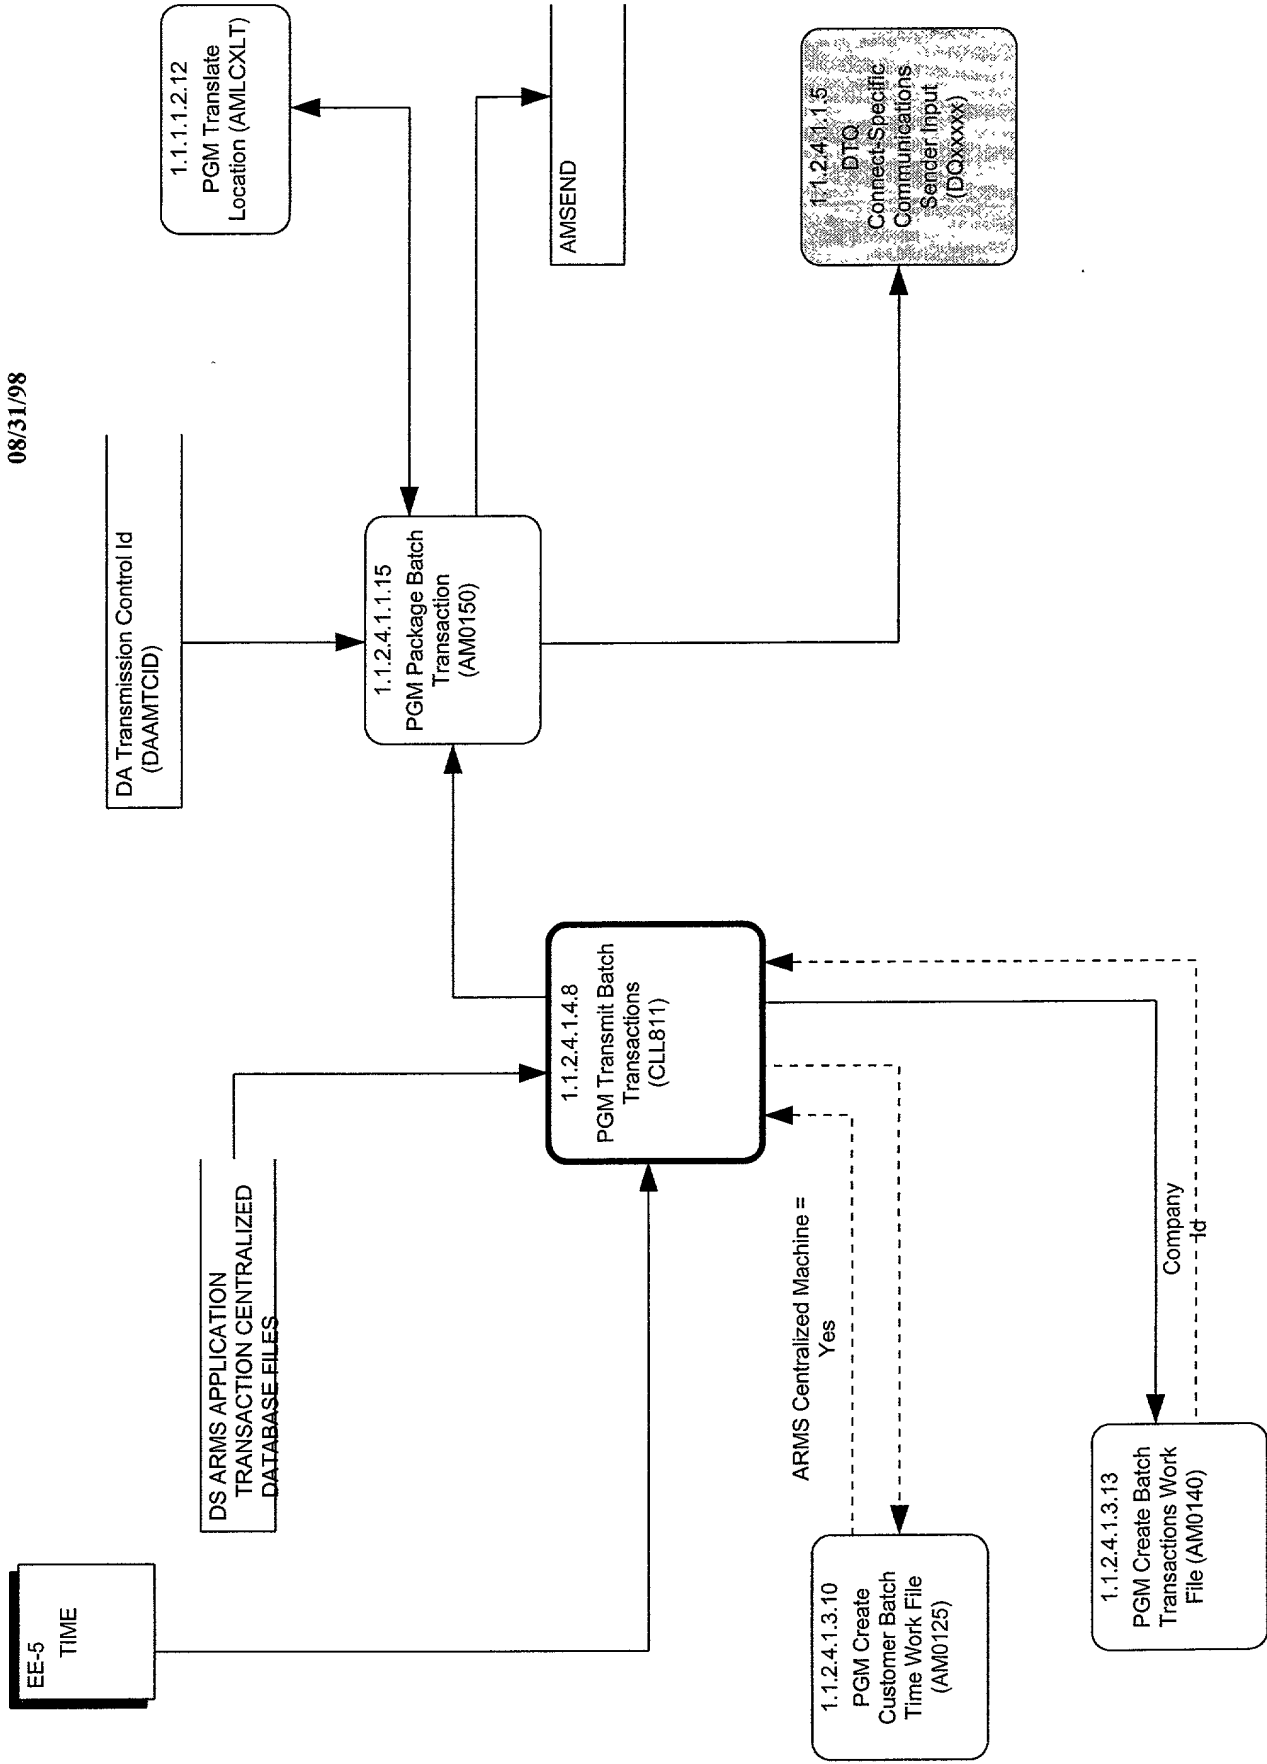 08/31/98
EE-5
TIME
DS ARMS APPLICATION
TRANSACTION CENTRALIZED
DATABASE FILES
DA Transmission Control Id
(DAAMTCID)
1.1.1.1.2.12
PGM Translate
Location (AMLCXLT)
1.1.2.4.1.1.15
PGM Package Batch
Transaction
(AM0150)
AMSEND
1.1.2.4.1.4.8
PGM Transmit Batch
Transactions
(CLL811)
1.1.2.4.1.1.5
DTQ
Connect-Specific
Communications
Sender Input
(DQxxxxx)
ARMS Centralized Machine =
Yes
1.1.2.4.1.3.10
PGM Create
Customer Batch
Time Work File
(AM0125)
Company
Id
1.1.2.4.1.3.13
PGM Create Batch
Transactions Work
File (AM0140)